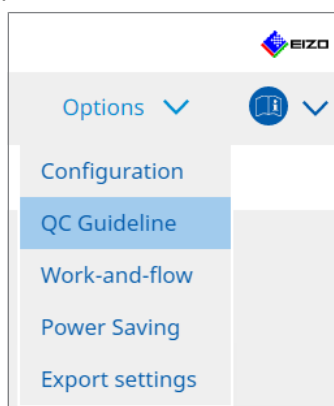 EIZO
Options
Configuration
QC Guideline
Work-and-flow
Power Saving
Export settings